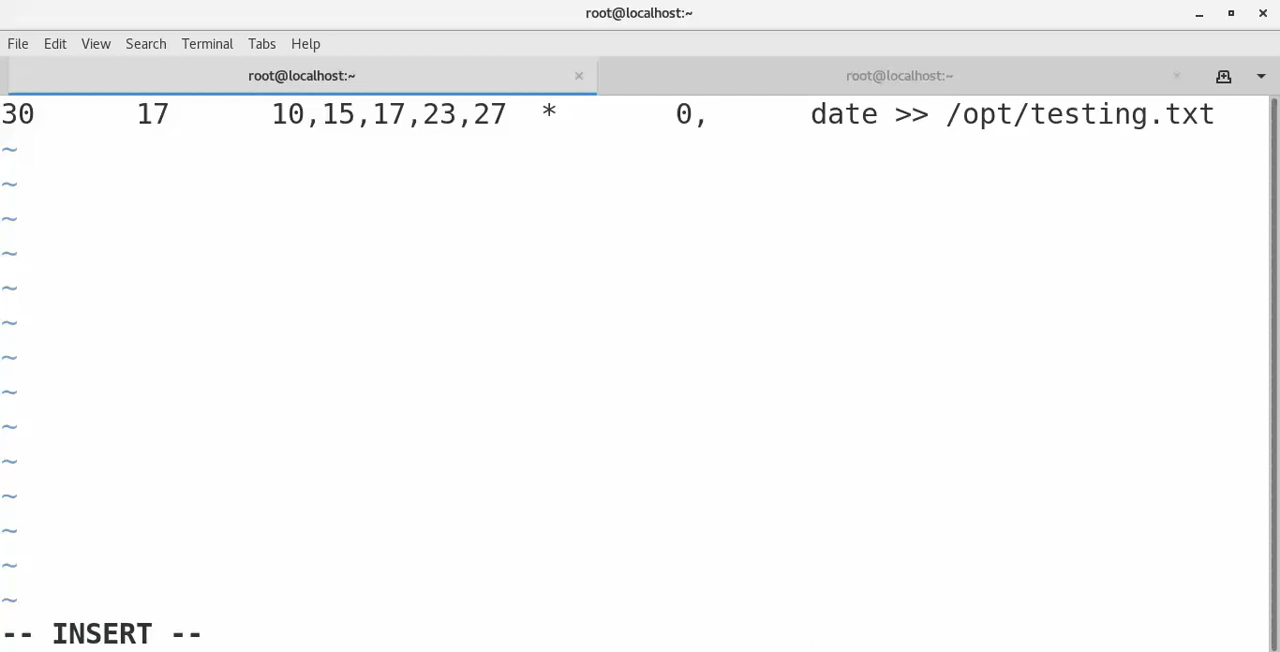 root@localhost:~
File Edit View Search Terminal Tabs Help
root@localhost:~ root@localhost:~
30 17 10,15,17,23,27 * 0, date >> /opt/testing.txt
~
~
~
~
~
~
~
~
~
~
~
~
~
~
-- INSERT --